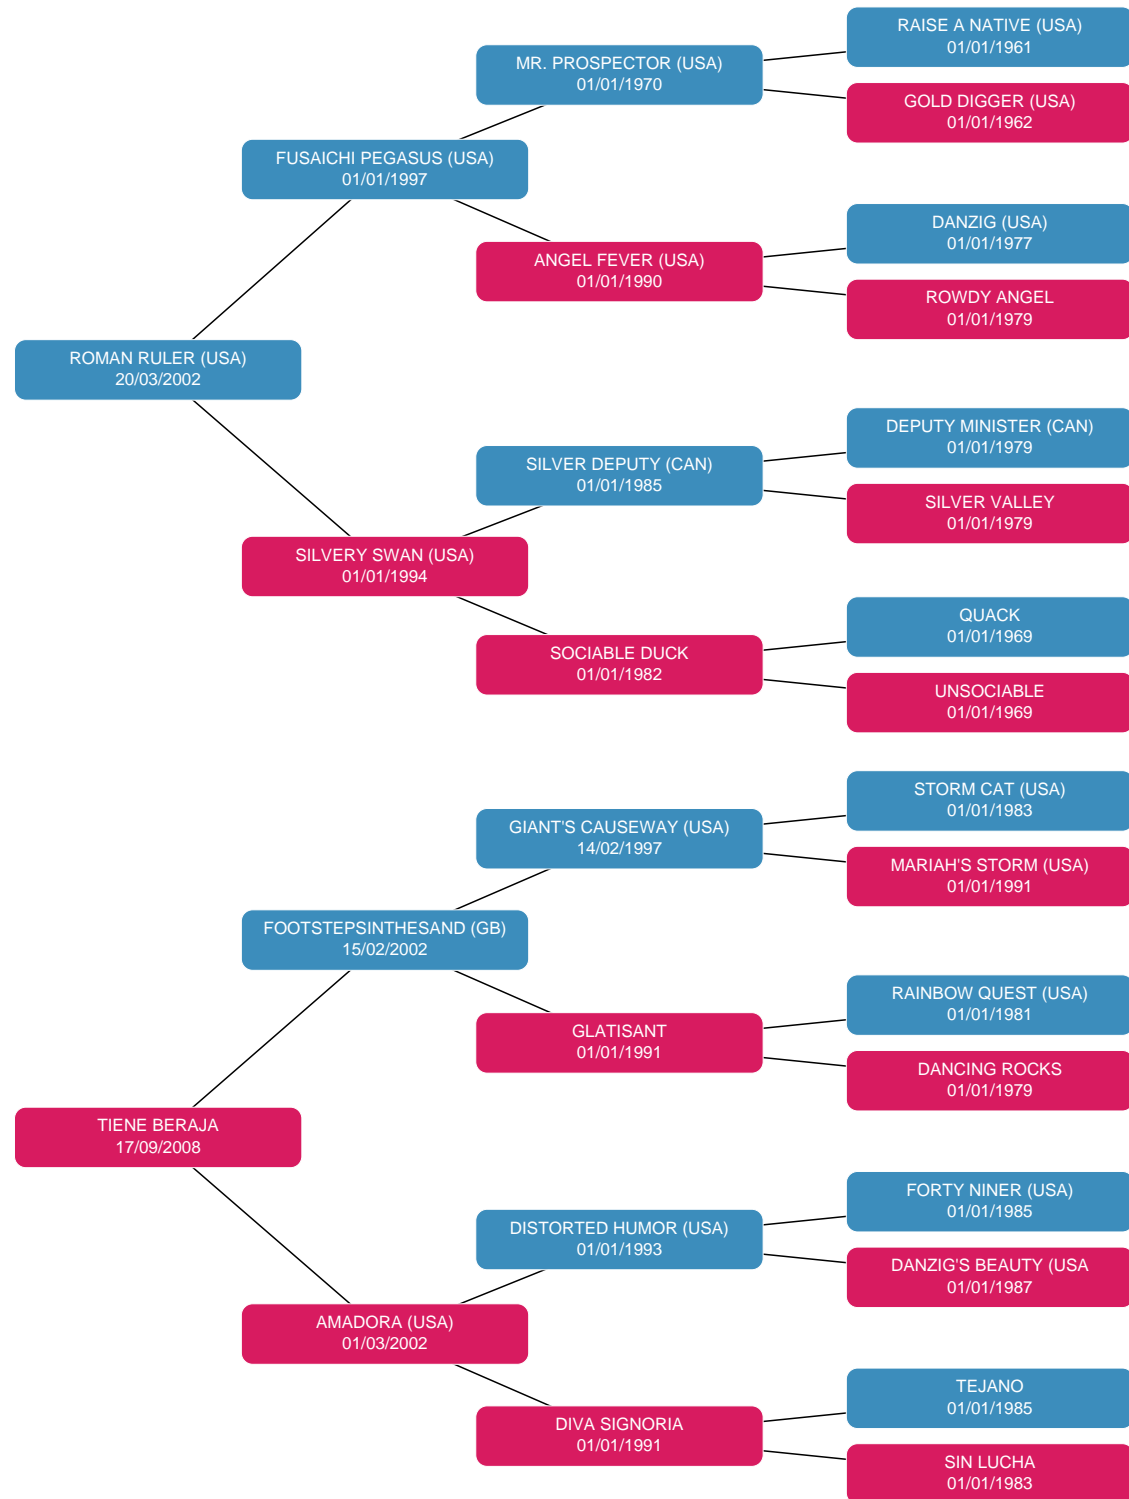 RAISE A NATIVE (USA)
01/01/1961
MR. PROSPECTOR (USA)
01/01/1970
GOLD DIGGER (USA)
01/01/1962
FUSAICHI PEGASUS (USA)
01/01/1997
DANZIG (USA)
01/01/1977
ANGEL FEVER (USA)
01/01/1990
ROWDY ANGEL
01/01/1979
ROMAN RULER (USA)
20/03/2002
DEPUTY MINISTER (CAN)
01/01/1979
SILVER DEPUTY (CAN)
01/01/1985
SILVER VALLEY
01/01/1979
SILVERY SWAN (USA)
01/01/1994
QUACK
01/01/1969
SOCIABLE DUCK
01/01/1982
UNSOCIABLE
01/01/1969
STORM CAT (USA)
01/01/1983
GIANT'S CAUSEWAY (USA)
14/02/1997
MARIAH'S STORM (USA)
01/01/1991
FOOTSTEPSINTHESAND (GB)
15/02/2002
RAINBOW QUEST (USA)
01/01/1981
GLATISANT
01/01/1991
DANCING ROCKS
01/01/1979
TIENE BERAJA
17/09/2008
FORTY NINER (USA)
01/01/1985
DISTORTED HUMOR (USA)
01/01/1993
DANZIG'S BEAUTY (USA
01/01/1987
AMADORA (USA)
01/03/2002
TEJANO
01/01/1985
DIVA SIGNORIA
01/01/1991
SIN LUCHA
01/01/1983